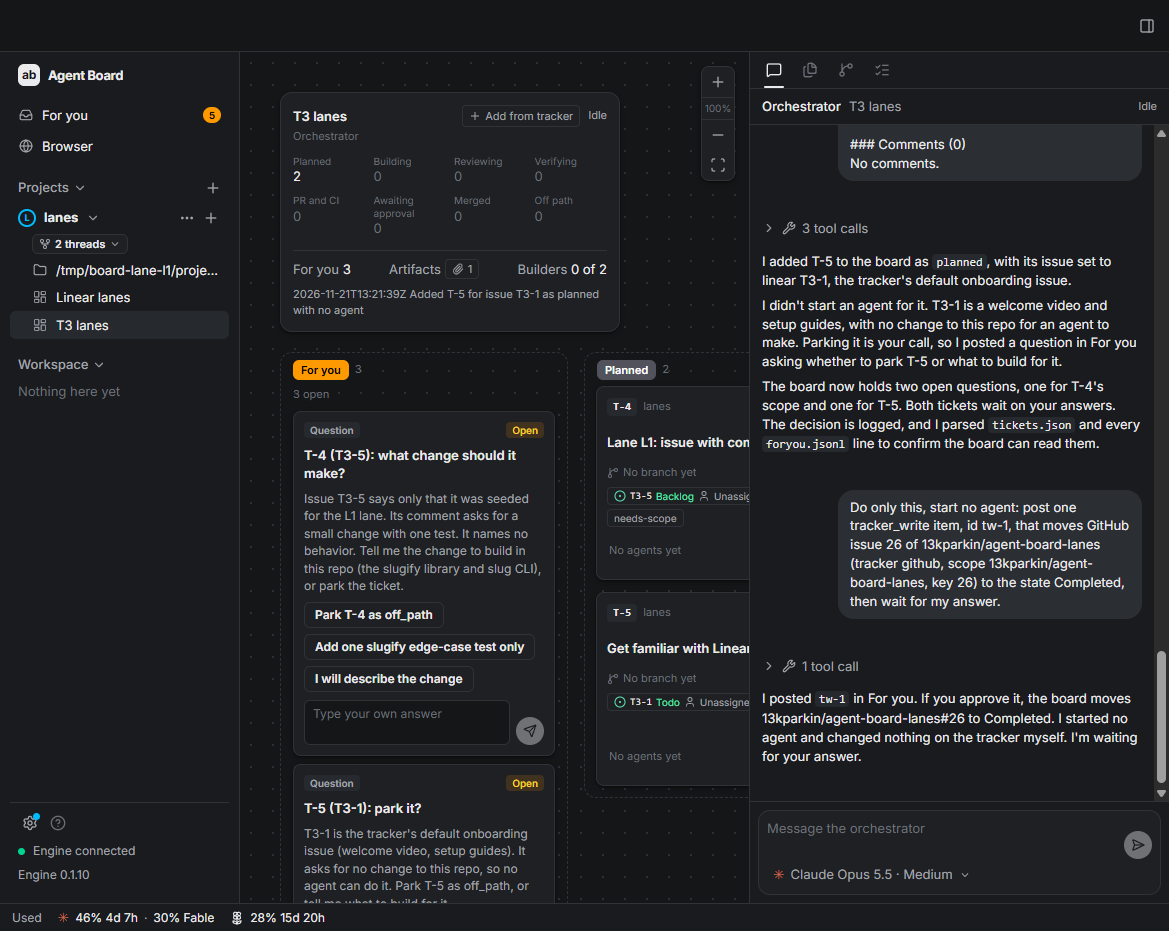 ab Agent Board
For you 5
Browser
Projects
L lanes
2 threads
/tmp/board-lane-l1/proje...
Linear lanes
T3 lanes
Workspace
Nothing here yet
Engine connected
Engine 0.1.10
T3 lanes
+ Add from tracker
Idle
Orchestrator
Planned Building Reviewing Verifying
2 0 0 0
PR and CI Awaiting approval Merged Off path
0 0 0 0
For you 3 Artifacts 1 Builders 0 of 2
2026-11-21T13:21:39Z Added T-5 for issue T3-1 as planned
with no agent
100%
For you 3
3 open
Question Open
T-4 (T3-5): what change should it
make?
Issue T3-5 says only that it was seeded
for the L1 lane. Its comment asks for a
small change with one test. It names no
behavior. Tell me the change to build in
this repo (the slugify library and slug CLI),
or park the ticket.
Park T-4 as off_path
Add one slugify edge-case test only
I will describe the change
Type your own answer
Question Open
T-5 (T3-1): park it?
T3-1 is the tracker's default onboarding
issue (welcome video, setup guides). It
asks for no change to this repo, so no
agent can do it. Park T-5 as off_path, or
tell me what to build for it.
Planned 2
T-4 lanes
Lane L1: issue with com
No branch yet
T3-5 Backlog Unassig
needs-scope
No agents yet
T-5 lanes
Get familiar with Linear
No branch yet
T3-1 Todo Unassigne
No agents yet
Orchestrator T3 lanes Idle
### Comments (0)
No comments.
3 tool calls
I added T-5 to the board as planned, with its issue set to
linear T3-1, the tracker's default onboarding issue.
I didn't start an agent for it. T3-1 is a welcome video and
setup guides, with no change to this repo for an agent to
make. Parking it is your call, so I posted a question in For you
asking whether to park T-5 or what to build for it.
The board now holds two open questions, one for T-4's
scope and one for T-5. Both tickets wait on your answers.
The decision is logged, and I parsed tickets.json and every
foryou.jsonl line to confirm the board can read them.
Do only this, start no agent: post one
tracker_write item, id tw-1, that moves GitHub
issue 26 of 13kparkin/agent-board-lanes
(tracker github, scope 13kparkin/agent-
board-lanes, key 26) to the state Completed,
then wait for my answer.
1 tool call
I posted tw-1 in For you. If you approve it, the board moves
13kparkin/agent-board-lanes#26 to Completed. I started no
agent and changed nothing on the tracker myself. I'm waiting
for your answer.
Message the orchestrator
Claude Opus 5.5 · Medium
Used 46% 4d 7h · 30% Fable 28% 15d 20h